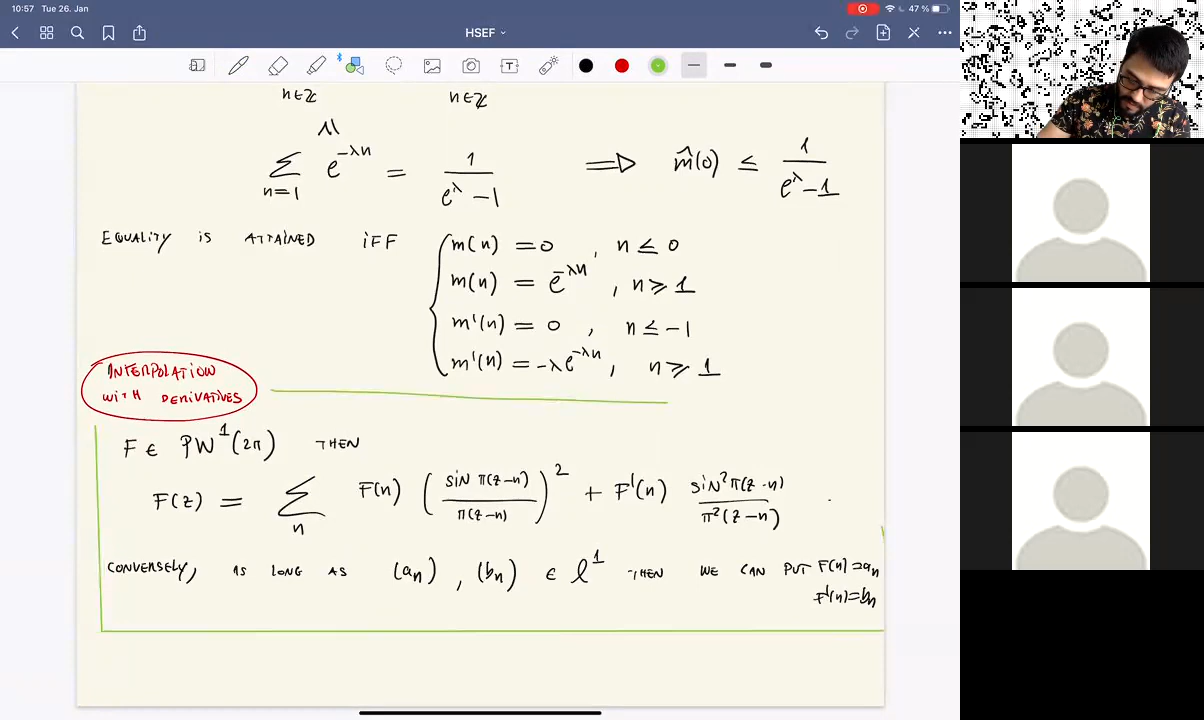 10:57 Tue 26. Jan
47 %
HSEF
n∈ℤ n∈ℤ
∑_{n=1} e^{-λn} = 1/(e^λ - 1) ⟹ m̂(0) ≤ 1/(e^λ - 1)
EQUALITY IS ATTAINED iFF
m(n) = 0 , n ≤ 0
m(n) = e^{-λn} , n ≥ 1
m'(n) = 0 , n ≤ -1
m'(n) = -λe^{-λn} , n ≥ 1
INTERPOLATION
WITH DERIVATIVES
F ∈ PW^1(2π) THEN
F(z) = ∑_n F(n) (sin π(z-n) / π(z-n))^2 + F'(n) sin^2 π(z-n) / π^2(z-n) .
CONVERSELY, AS LONG AS (a_n) , (b_n) ∈ ℓ^1 THEN WE CAN PUT F(n)=a_n
F'(n)=b_n